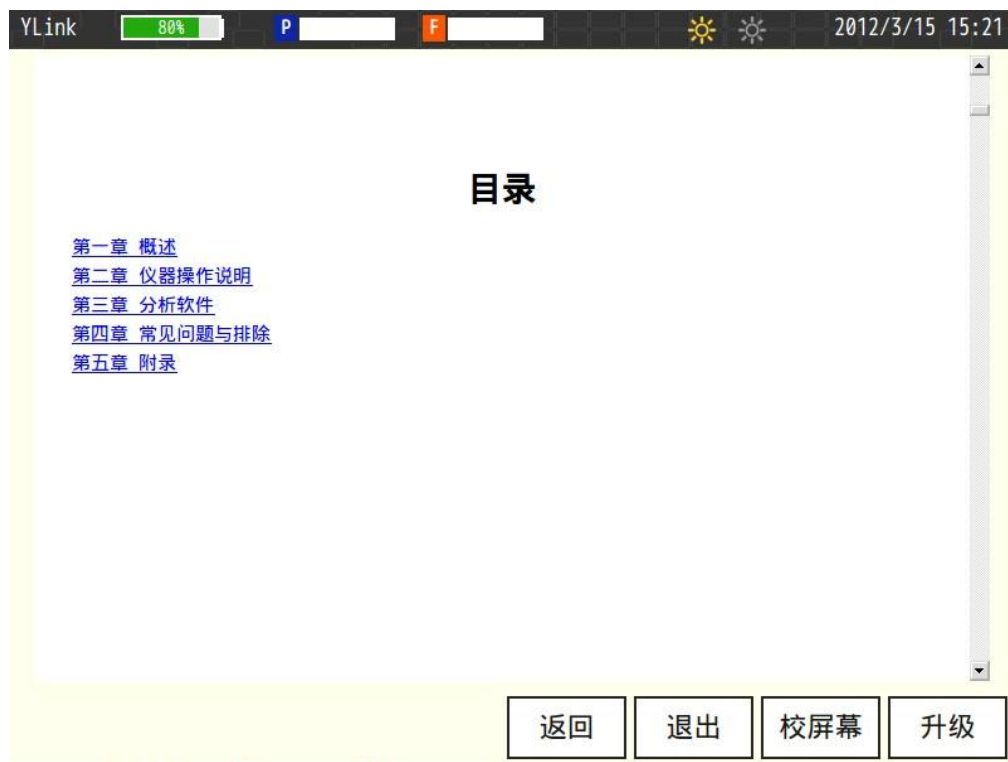 YLink 80% P F 2012/3/15 15:21
目录
第一章 概述
第二章 仪器操作说明
第三章 分析软件
第四章 常见问题与排除
第五章 附录
返回 退出 校屏幕 升级